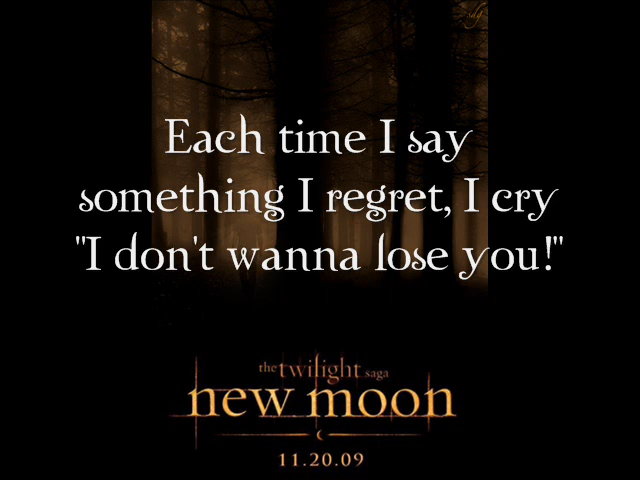 Each time I say
something I regret, I cry
"I don't wanna lose you!"
the twilight saga
new moon
11.20.09